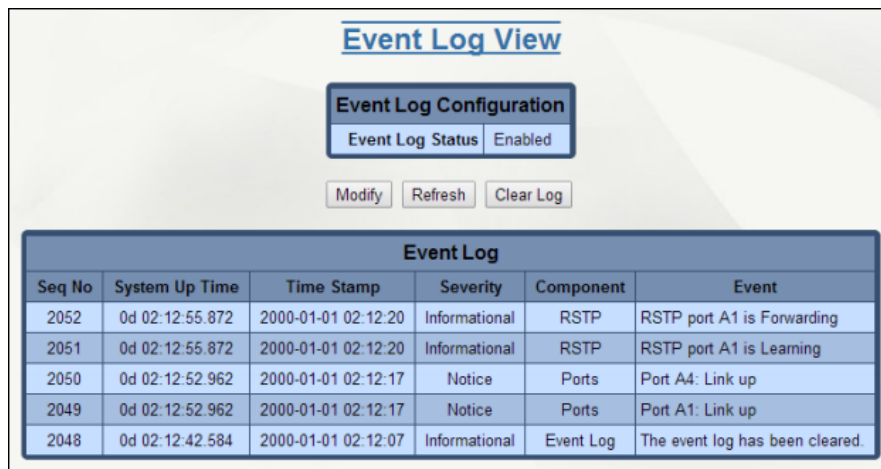 Event Log View
Event Log Configuration
Event Log Status Enabled
Modify Refresh Clear Log
Event Log
Seq No System Up Time Time Stamp Severity Component Event
2052 0d 02:12:55.872 2000-01-01 02:12:20 Informational RSTP RSTP port A1 is Forwarding
2051 0d 02:12:55.872 2000-01-01 02:12:20 Informational RSTP RSTP port A1 is Learning
2050 0d 02:12:52.962 2000-01-01 02:12:17 Notice Ports Port A4: Link up
2049 0d 02:12:52.962 2000-01-01 02:12:17 Notice Ports Port A1: Link up
2048 0d 02:12:42.584 2000-01-01 02:12:07 Informational Event Log The event log has been cleared.